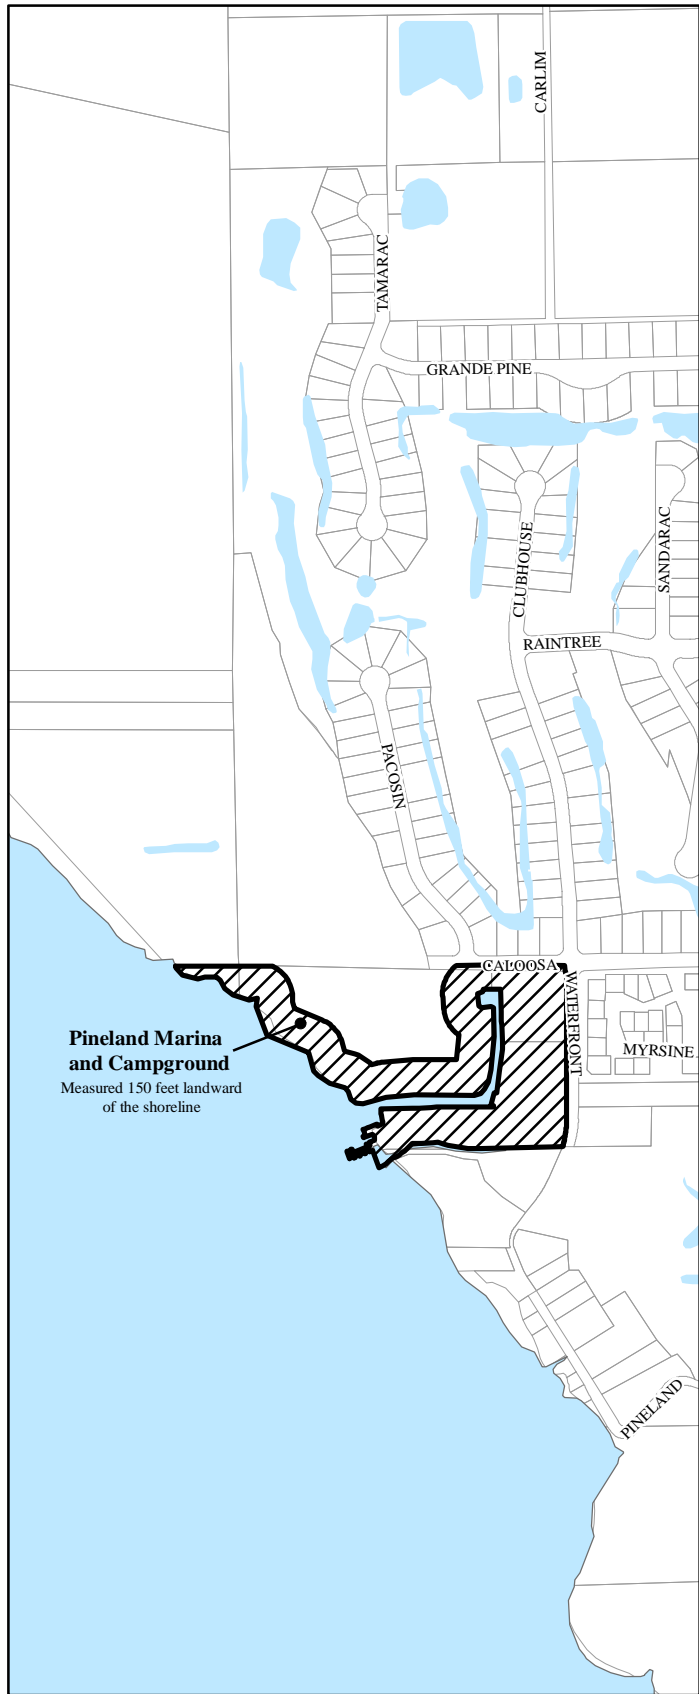 CARLIM
TAMARAC
GRANDE PINE
SANDARAC
CLUBHOUSE
RAINTREE
PACOSIN
CALOOSA
WATERFRONT
Pineland Marina
and Campground
Measured 150 feet landward
of the shoreline
MYRSINE
PINELAND